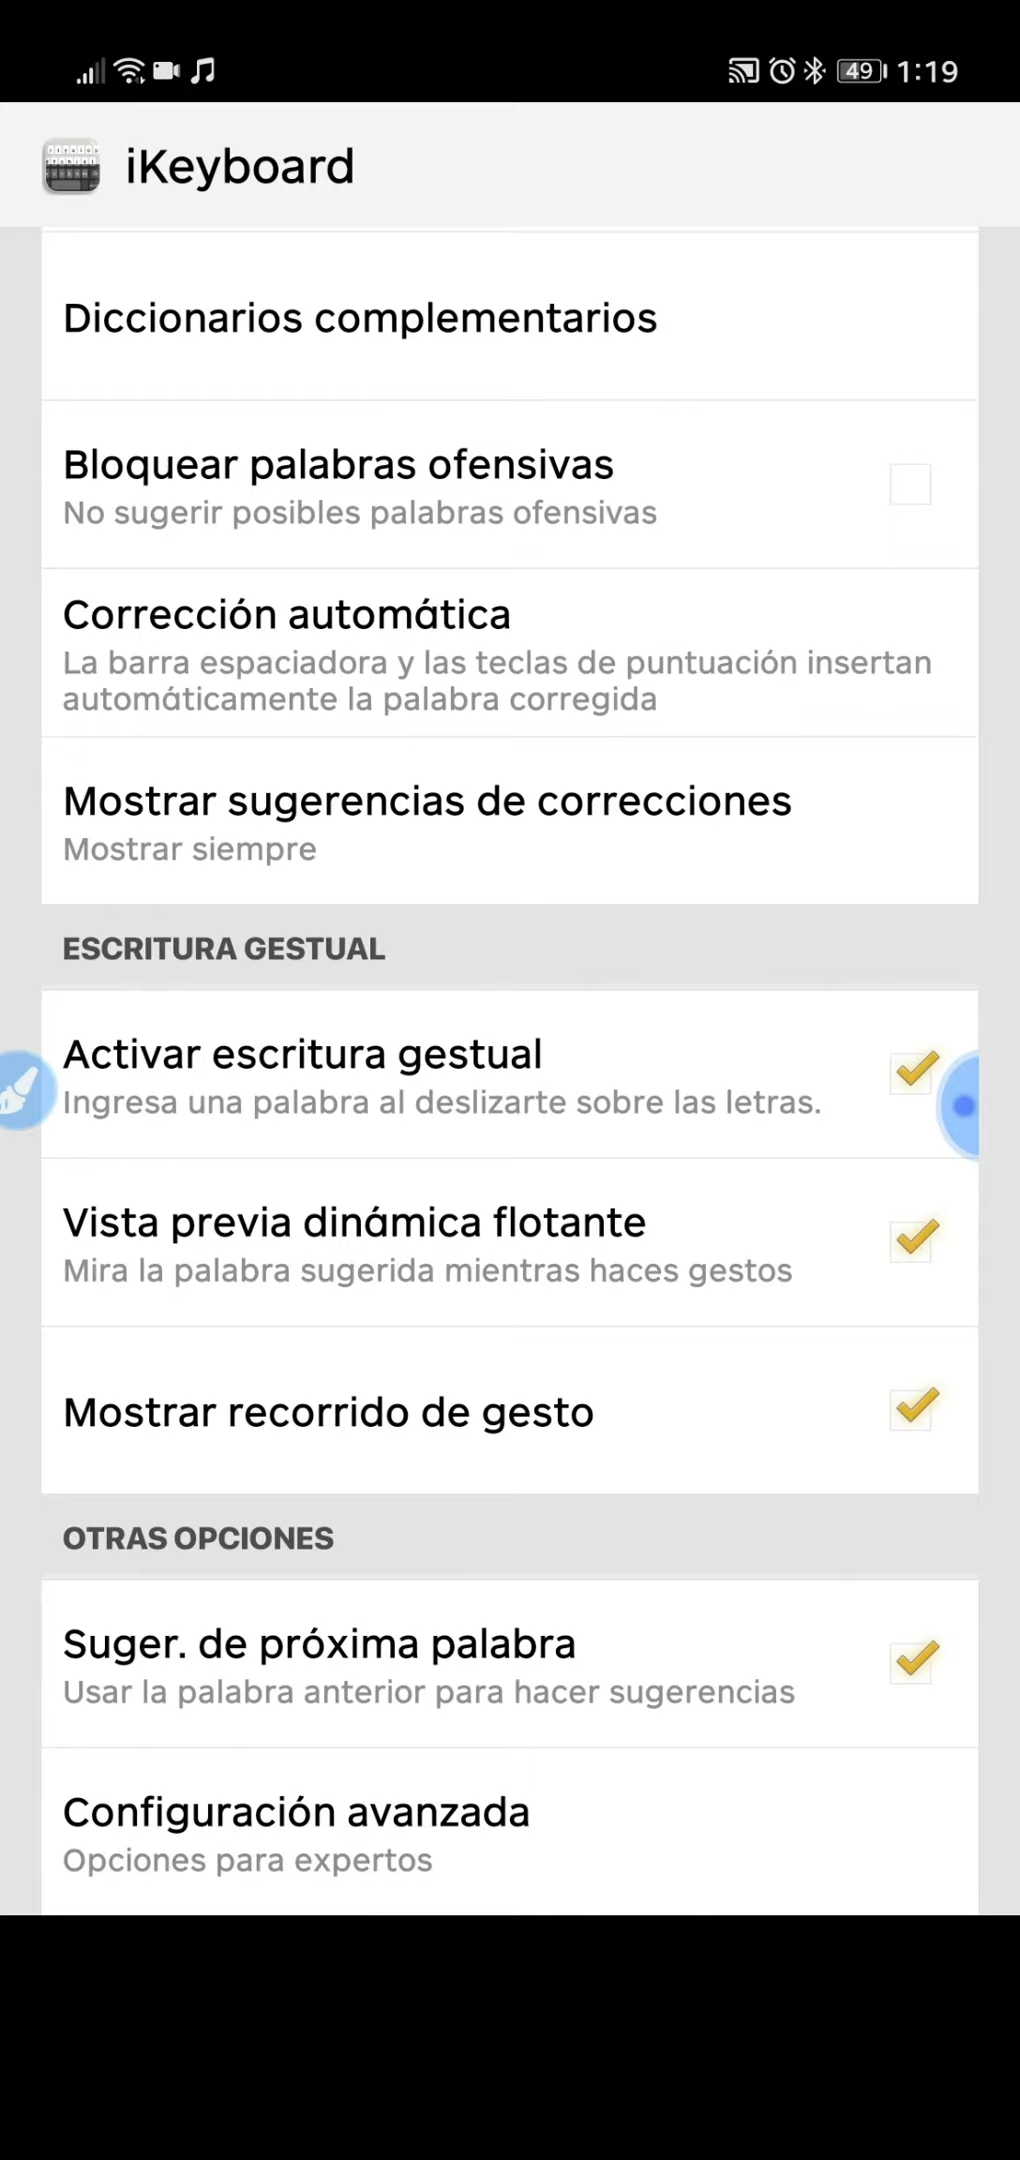 49 1:19
iKeyboard
Diccionarios complementarios
Bloquear palabras ofensivas
No sugerir posibles palabras ofensivas
Corrección automática
La barra espaciadora y las teclas de puntuación insertan
automáticamente la palabra corregida
Mostrar sugerencias de correcciones
Mostrar siempre
ESCRITURA GESTUAL
Activar escritura gestual
Ingresa una palabra al deslizarte sobre las letras.
Vista previa dinámica flotante
Mira la palabra sugerida mientras haces gestos
Mostrar recorrido de gesto
OTRAS OPCIONES
Suger. de próxima palabra
Usar la palabra anterior para hacer sugerencias
Configuración avanzada
Opciones para expertos